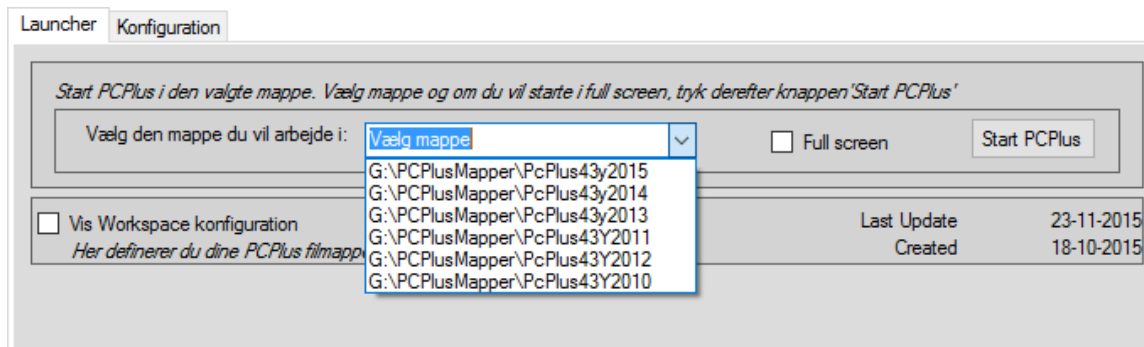 Launcher
Konfiguration
Start PCPlus i den valgte mappe. Vælg mappe og om du vil starte i full screen, tryk derefter knappen'Start PCPlus'
Vælg den mappe du vil arbejde i:
Vælg mappe
Full screen
Start PCPlus
G:\PCPlusMapper\PcPlus43y2015
G:\PCPlusMapper\PcPlus43y2014
G:\PCPlusMapper\PcPlus43y2013
G:\PCPlusMapper\PcPlus43Y2011
G:\PCPlusMapper\PcPlus43Y2012
G:\PCPlusMapper\PcPlus43Y2010
Vis Workspace konfiguration
Last Update 23-11-2015
Her definerer du dine PCPlus filmapp
Created 18-10-2015